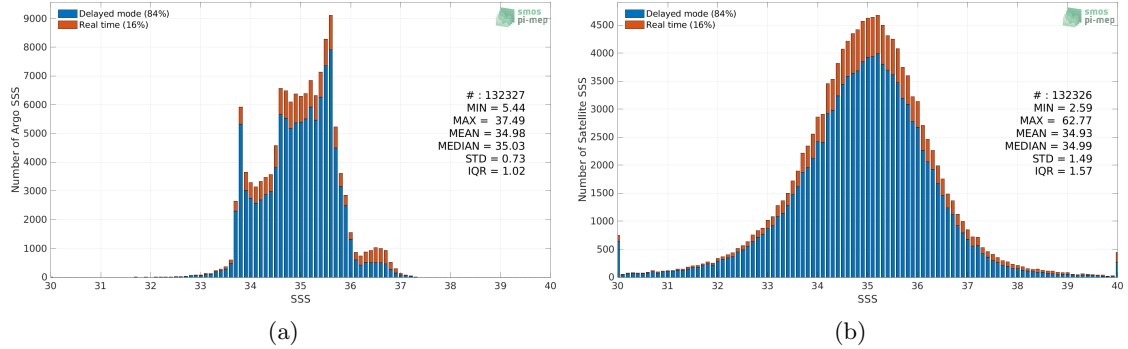 Delayed mode (84%)
Real time (16%)
smos
pi-mep
9000
8000
7000
6000
5000
4000
3000
2000
1000
0
Number of Argo SSS
# : 132327
MIN = 5.44
MAX = 37.49
MEAN = 34.98
MEDIAN = 35.03
STD = 0.73
IQR = 1.02
30 31 32 33 34 35 36 37 38 39 40
SSS
(a)
Delayed mode (84%)
Real time (16%)
smos
pi-mep
4500
4000
3500
3000
2500
2000
1500
1000
500
0
Number of Satellite SSS
# : 132326
MIN = 2.59
MAX = 62.77
MEAN = 34.93
MEDIAN = 34.99
STD = 1.49
IQR = 1.57
30 31 32 33 34 35 36 37 38 39 40
SSS
(b)